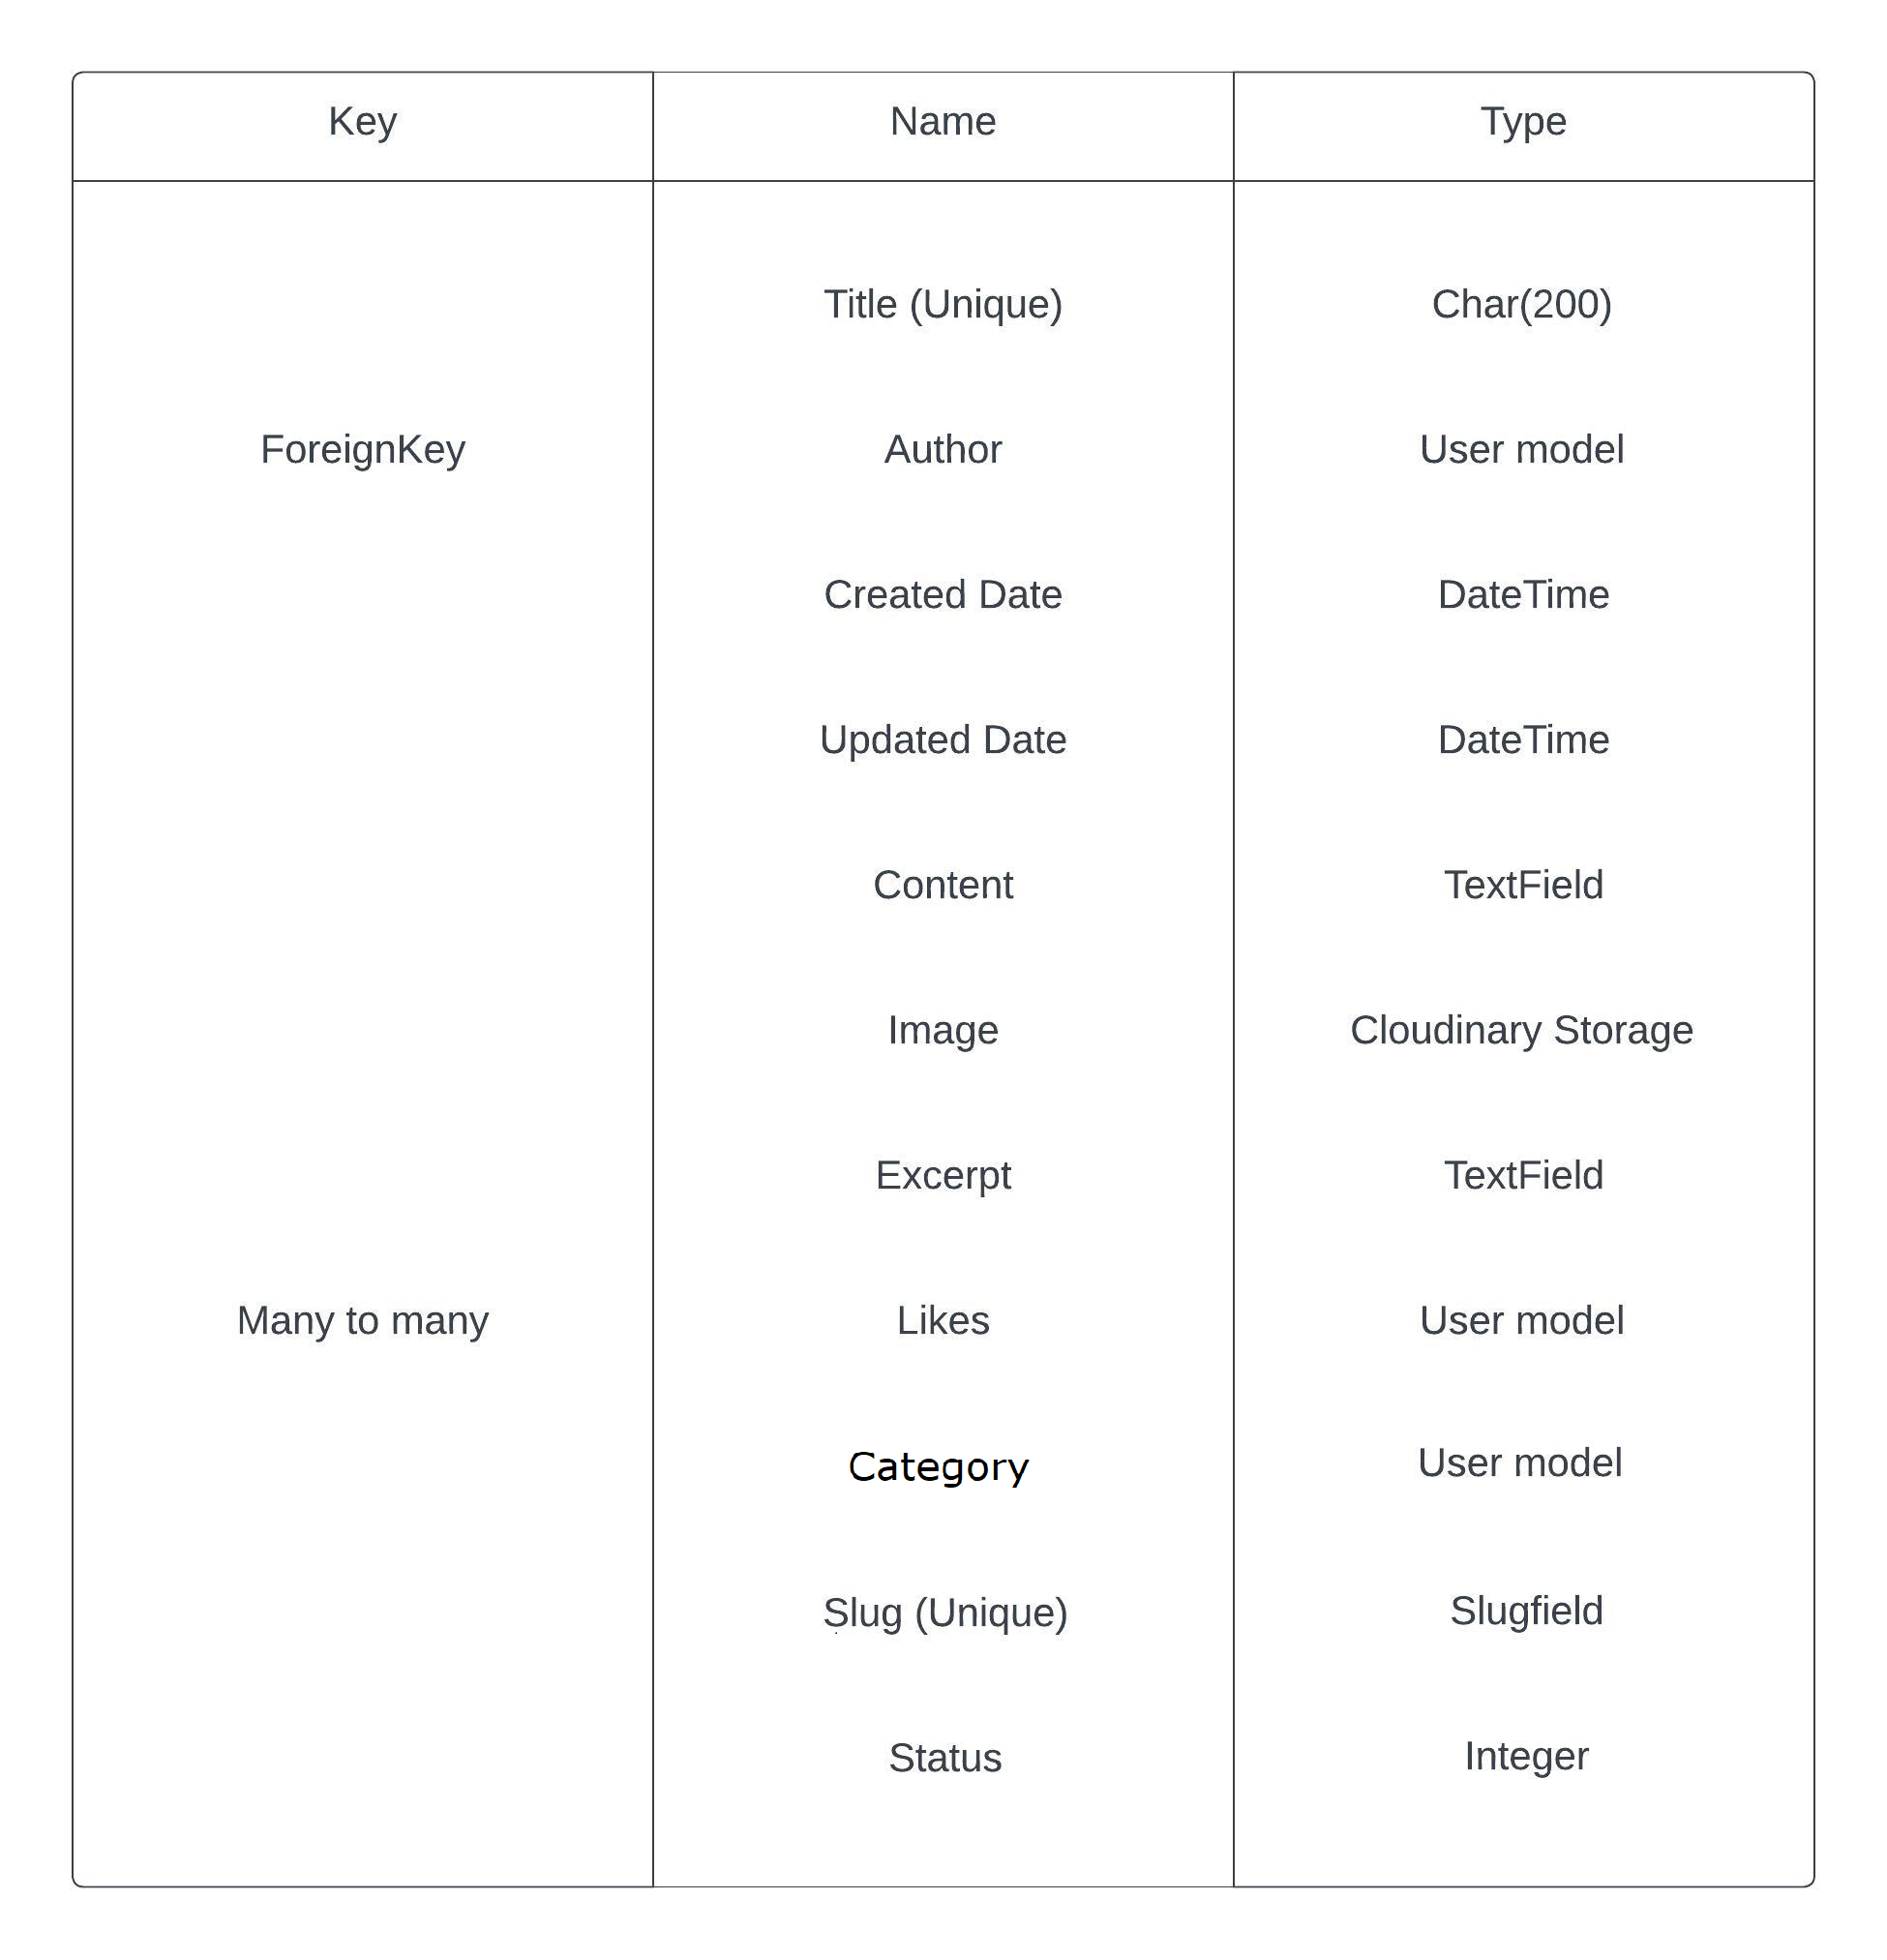 Key Name Type
Title (Unique) Char(200)
ForeignKey Author User model
Created Date DateTime
Updated Date DateTime
Content TextField
Image Cloudinary Storage
Excerpt TextField
Many to many Likes User model
Category User model
Slug (Unique) Slugfield
Status Integer